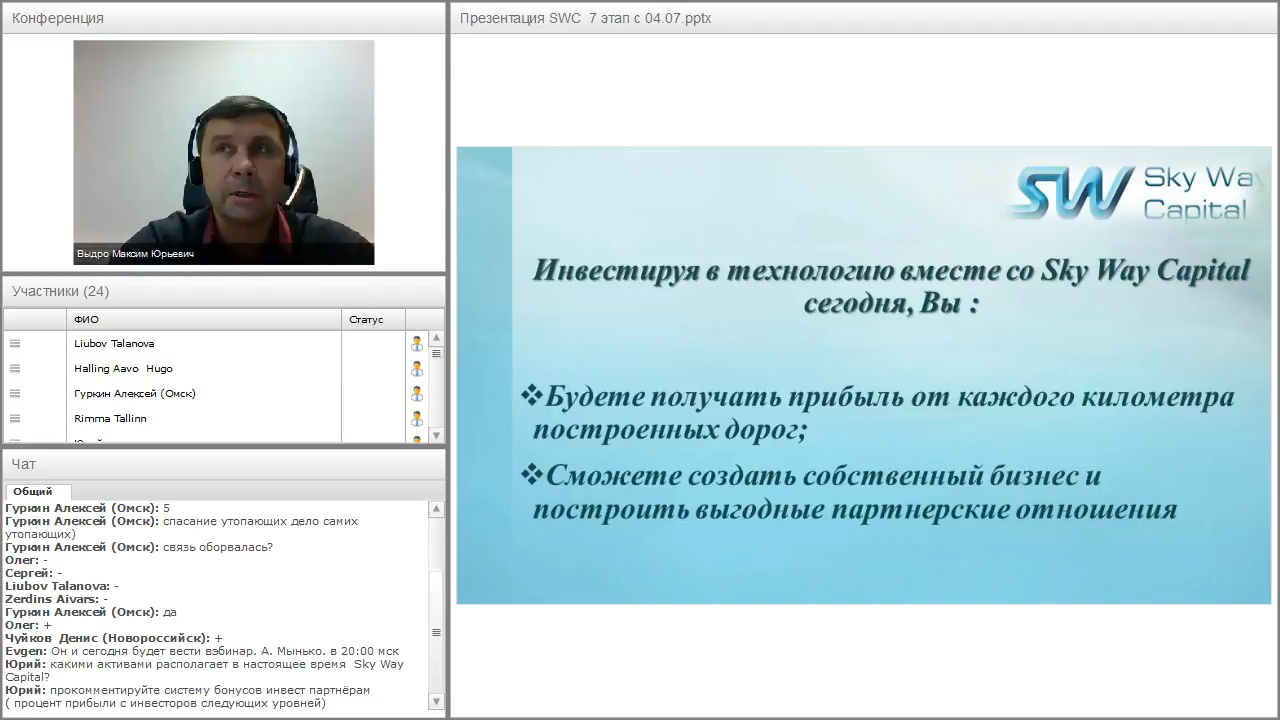 Конференция
Выдро Максим Юрьевич
Участники (24)
ФИО
Статус
Liubov Talanova
Halling Aavo Hugo
Гуркин Алексей (Омск)
Rimma Tallinn
Чат
Общий
Гуркин Алексей (Омск): 5
Гуркин Алексей (Омск): спасание утопающих дело самих
утопающих)
Гуркин Алексей (Омск): связь оборвалась?
Олег: -
Сергей: -
Liubov Talanova: -
Zerdins Aivars: -
Гуркин Алексей (Омск): да
Олег: +
Чуйков Денис (Новороссийск): +
Evgen: Он и сегодня будет вести вэбинар. А. Мынько. в 20:00 мск
Юрий: какими активами располагает в настоящее время Sky Way
Capital?
Юрий: прокомментируйте систему бонусов инвест партнёрам
( процент прибыли с инвесторов следующих уровней)
Презентация SWC 7 этап с 04.07.pptx
SW Sky Way
Capital
Инвестируя в технологию вместе со Sky Way Capital
сегодня, Вы :
❖Будете получать прибыль от каждого километра
построенных дорог;
❖Сможете создать собственный бизнес и
построить выгодные партнерские отношения